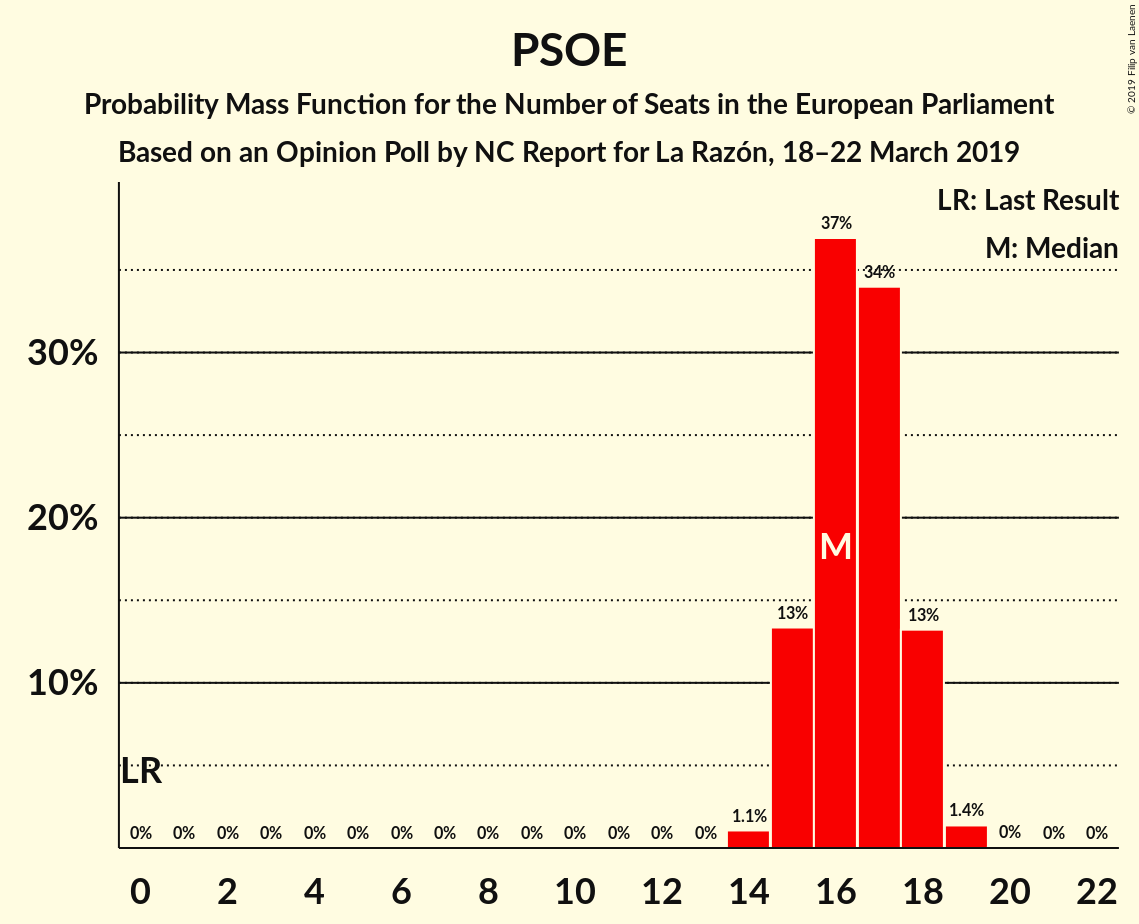 PSOE
Probability Mass Function for the Number of Seats in the European Parliament
Based on an Opinion Poll by NC Report for La Razón, 18–22 March 2019
© 2019 Filip van Laenen
LR: Last Result
M: Median
37%
34%
30%
20%
M
13%
13%
10%
LR
0% 0% 0% 0% 0% 0% 0% 0% 0% 0% 0% 0% 0% 0% 1.1% 1.4% 0% 0% 0%
0 2 4 6 8 10 12 14 16 18 20 22